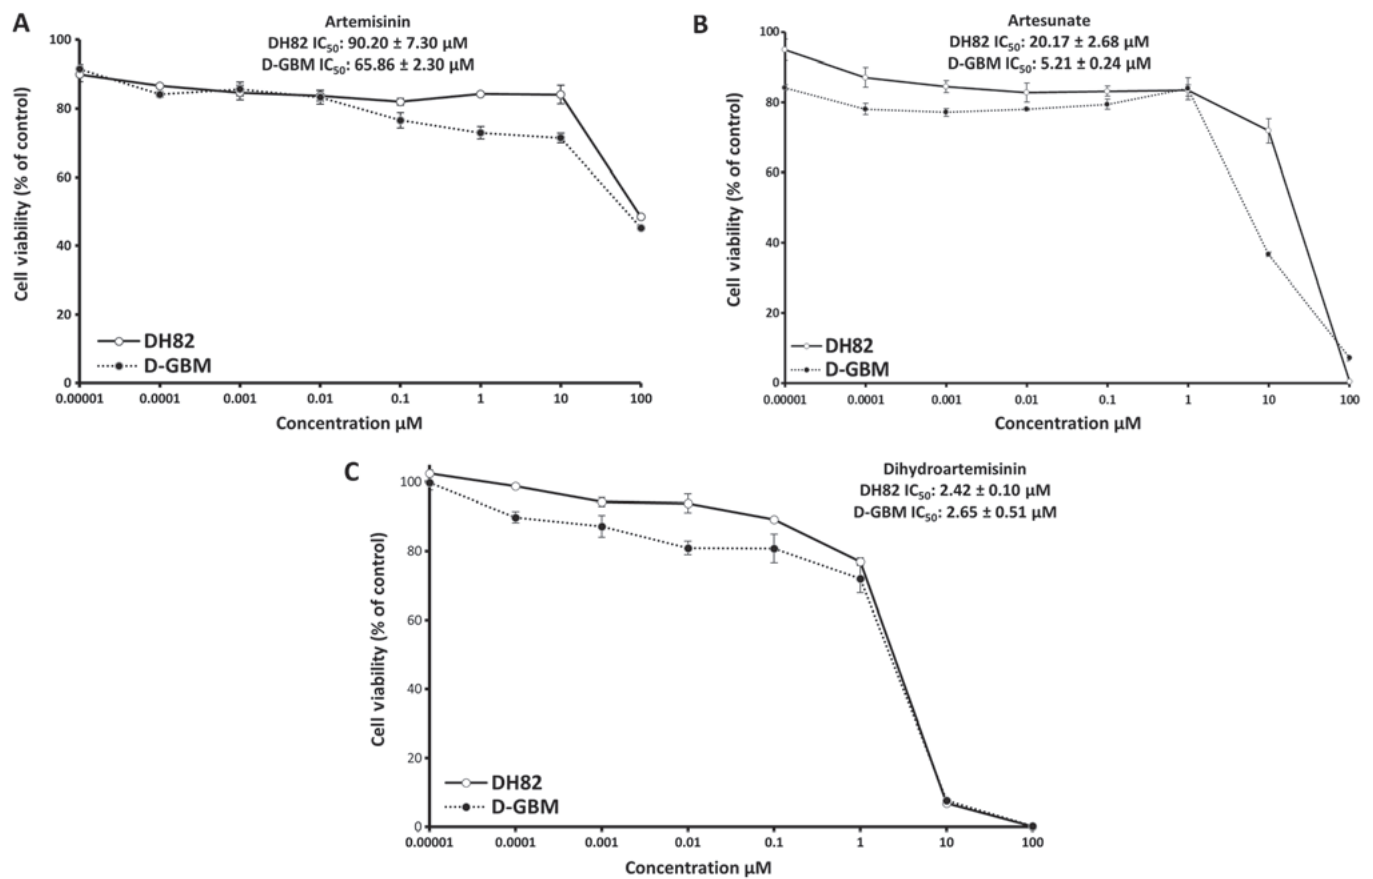 A
Artemisinin
DH82 IC50: 90.20 ± 7.30 µM
D-GBM IC50: 65.86 ± 2.30 µM
Cell viability (% of control)
100
80
60
40
20
0
DH82
D-GBM
0.00001 0.0001 0.001 0.01 0.1 1 10 100
Concentration µM
B
Artesunate
DH82 IC50: 20.17 ± 2.68 µM
D-GBM IC50: 5.21 ± 0.24 µM
Cell viability (% of control)
100
80
60
40
20
0
DH82
D-GBM
0.00001 0.0001 0.001 0.01 0.1 1 10 100
Concentration µM
C
Dihydroartemisinin
DH82 IC50: 2.42 ± 0.10 µM
D-GBM IC50: 2.65 ± 0.51 µM
Cell viability (% of control)
100
80
60
40
20
0
DH82
D-GBM
0.00001 0.0001 0.001 0.01 0.1 1 10 100
Concentration µM